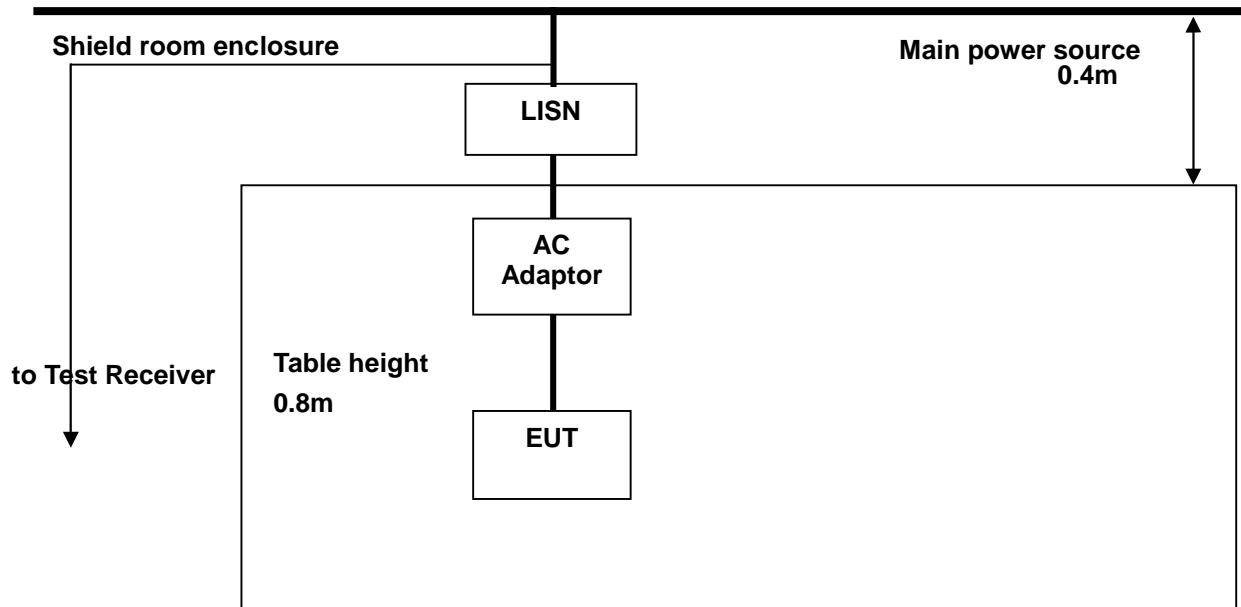 Shield room enclosure
Main power source
0.4m
LISN
AC
Adaptor
to Test Receiver
Table height
0.8m
EUT